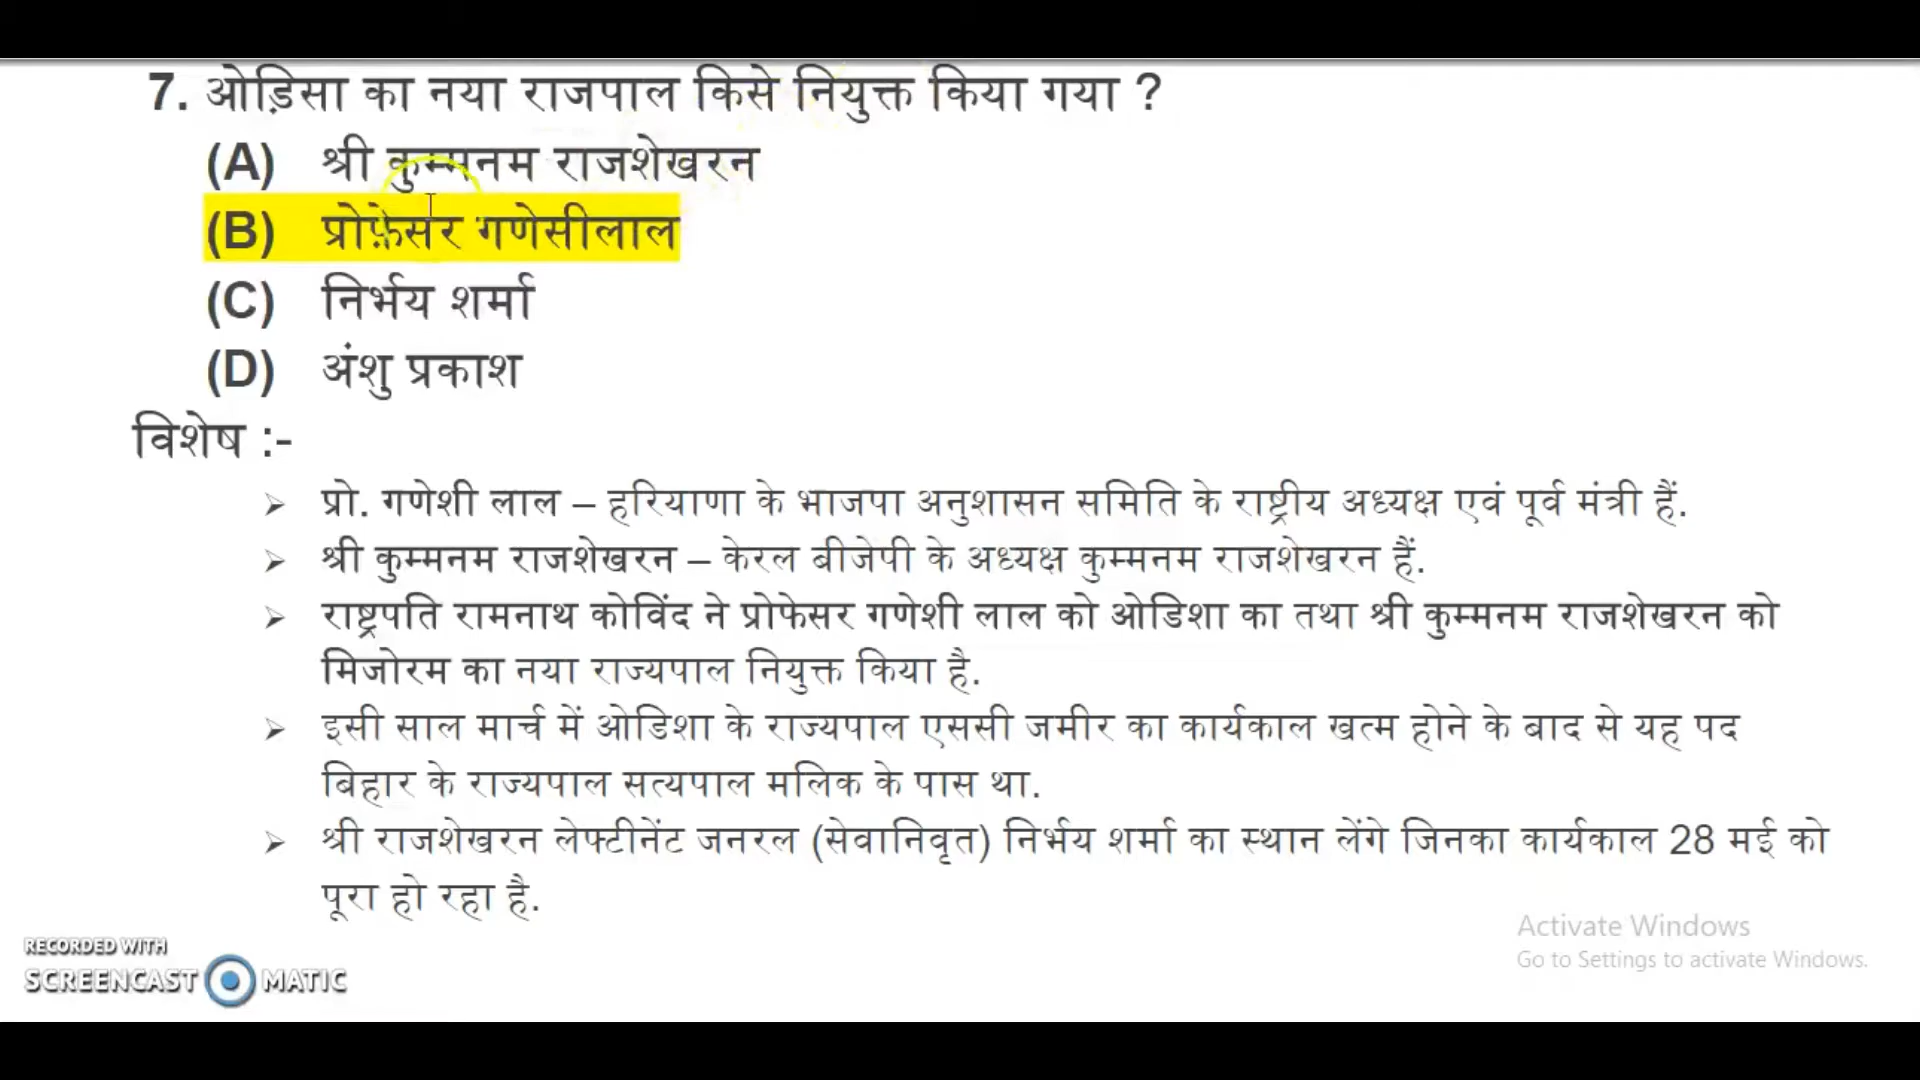 7. ओड़िसा का नया राजपाल किसे नियुक्त किया गया ?
(A) श्री कुम्मनम राजशेखरन
(B) प्रोफ़ेसर गणेसीलाल
(C) निर्भय शर्मा
(D) अंशु प्रकाश
विशेष :-
➢ प्रो. गणेशी लाल – हरियाणा के भाजपा अनुशासन समिति के राष्ट्रीय अध्यक्ष एवं पूर्व मंत्री हैं.
➢ श्री कुम्मनम राजशेखरन – केरल बीजेपी के अध्यक्ष कुम्मनम राजशेखरन हैं.
➢ राष्ट्रपति रामनाथ कोविंद ने प्रोफेसर गणेशी लाल को ओडिशा का तथा श्री कुम्मनम राजशेखरन को
मिजोरम का नया राज्यपाल नियुक्त किया है.
➢ इसी साल मार्च में ओडिशा के राज्यपाल एससी जमीर का कार्यकाल खत्म होने के बाद से यह पद
बिहार के राज्यपाल सत्यपाल मलिक के पास था.
➢ श्री राजशेखरन लेफ्टीनेंट जनरल (सेवानिवृत) निर्भय शर्मा का स्थान लेंगे जिनका कार्यकाल 28 मई को
पूरा हो रहा है.
Activate Windows
Go to Settings to activate Windows.
RECORDED WITH
SCREENCAST MATIC